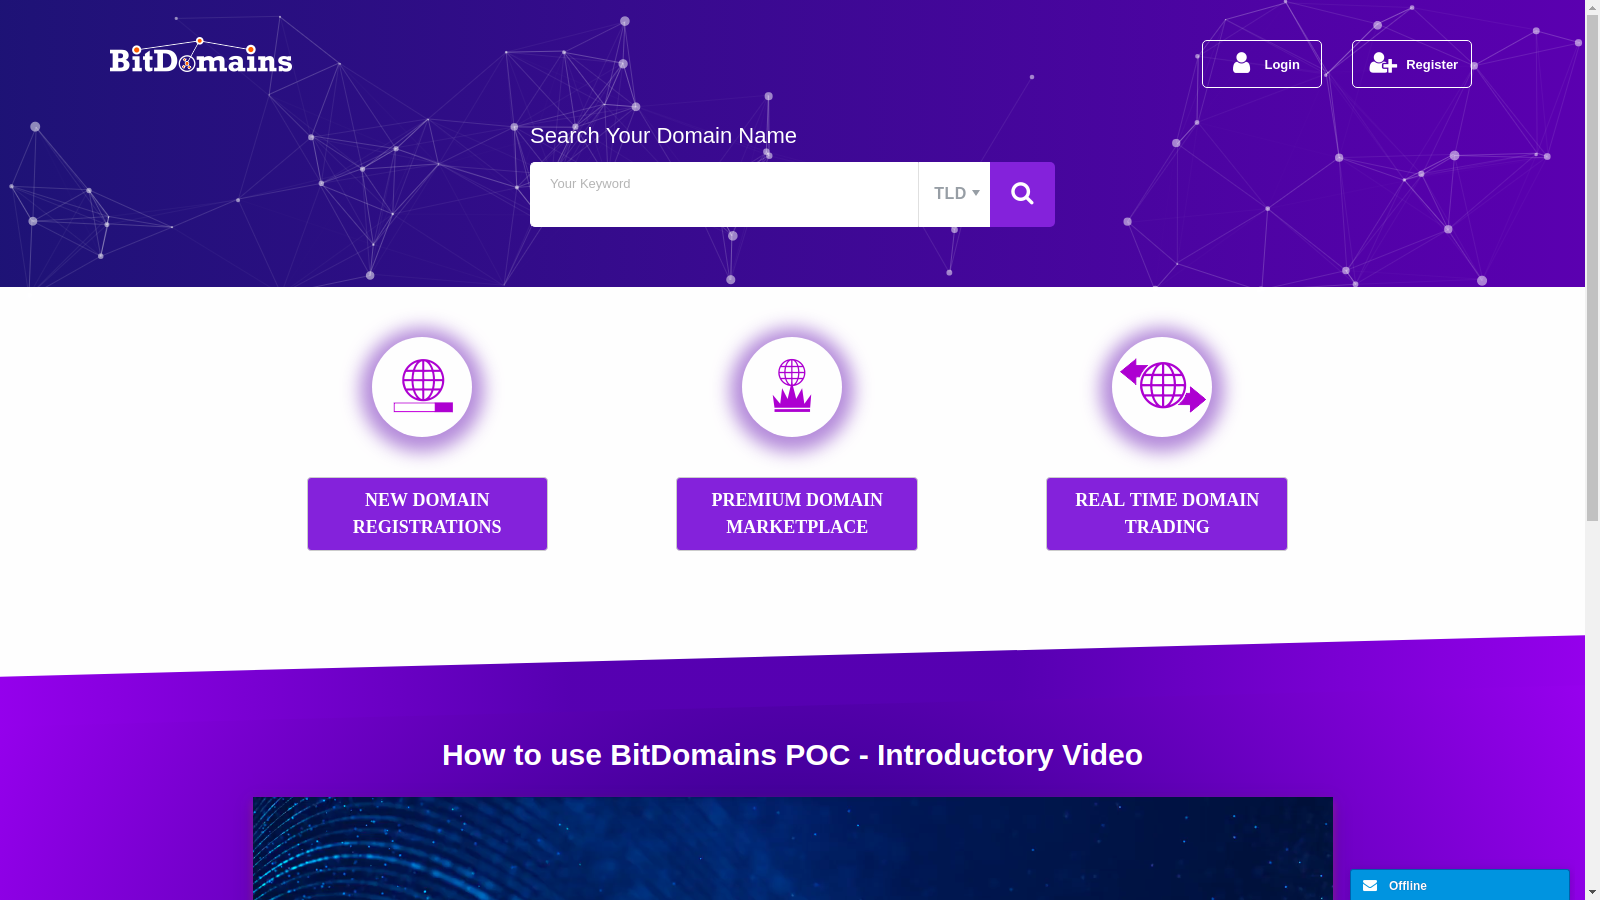 BitDomains
Login
Register
Search Your Domain Name
Your Keyword
TLD
NEW DOMAIN
REGISTRATIONS
PREMIUM DOMAIN
MARKETPLACE
REAL TIME DOMAIN
TRADING
How to use BitDomains POC - Introductory Video
Offline